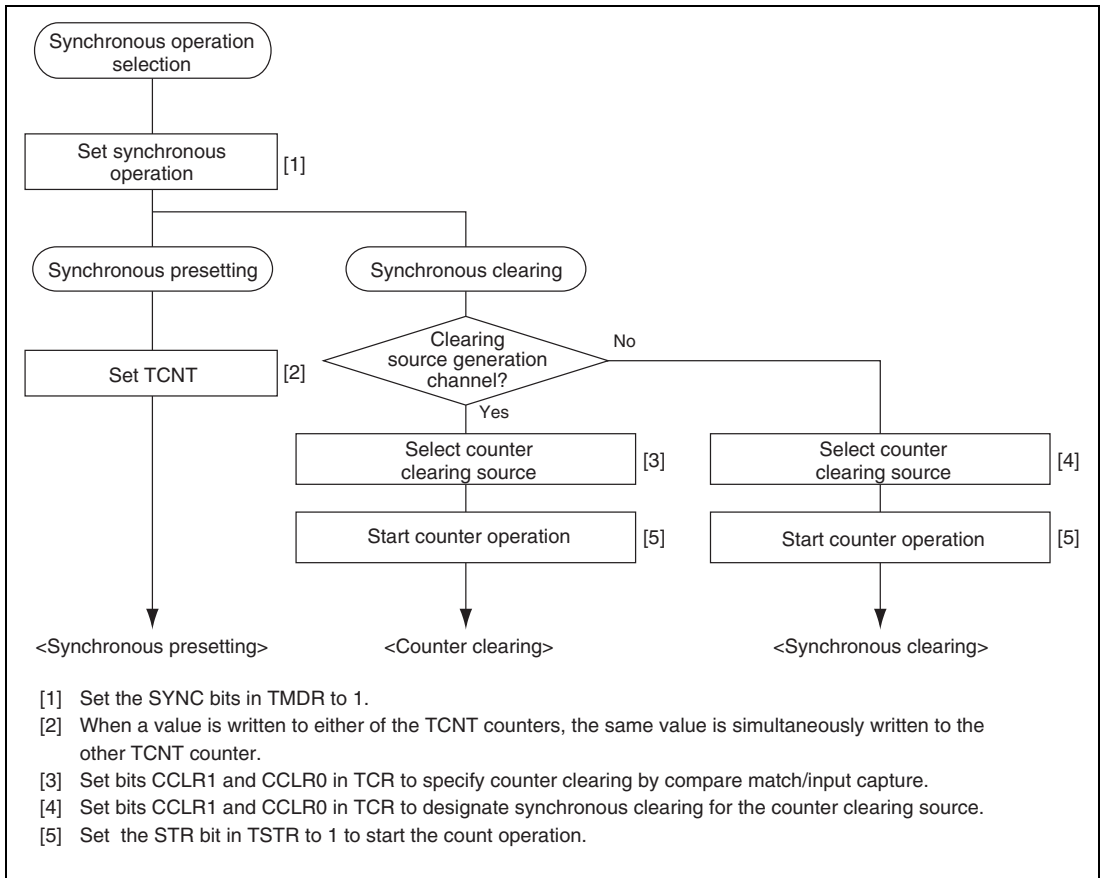 Synchronous operation
selection
Set synchronous
operation
[1]
Synchronous presetting
Synchronous clearing
Set TCNT
[2]
Clearing
source generation
channel?
No
Yes
Select counter
clearing source
[3]
Select counter
clearing source
[4]
Start counter operation
[5]
Start counter operation
[5]
<Synchronous presetting>
<Counter clearing>
<Synchronous clearing>
[1] Set the SYNC bits in TMDR to 1.
[2] When a value is written to either of the TCNT counters, the same value is simultaneously written to the
other TCNT counter.
[3] Set bits CCLR1 and CCLR0 in TCR to specify counter clearing by compare match/input capture.
[4] Set bits CCLR1 and CCLR0 in TCR to designate synchronous clearing for the counter clearing source.
[5] Set the STR bit in TSTR to 1 to start the count operation.